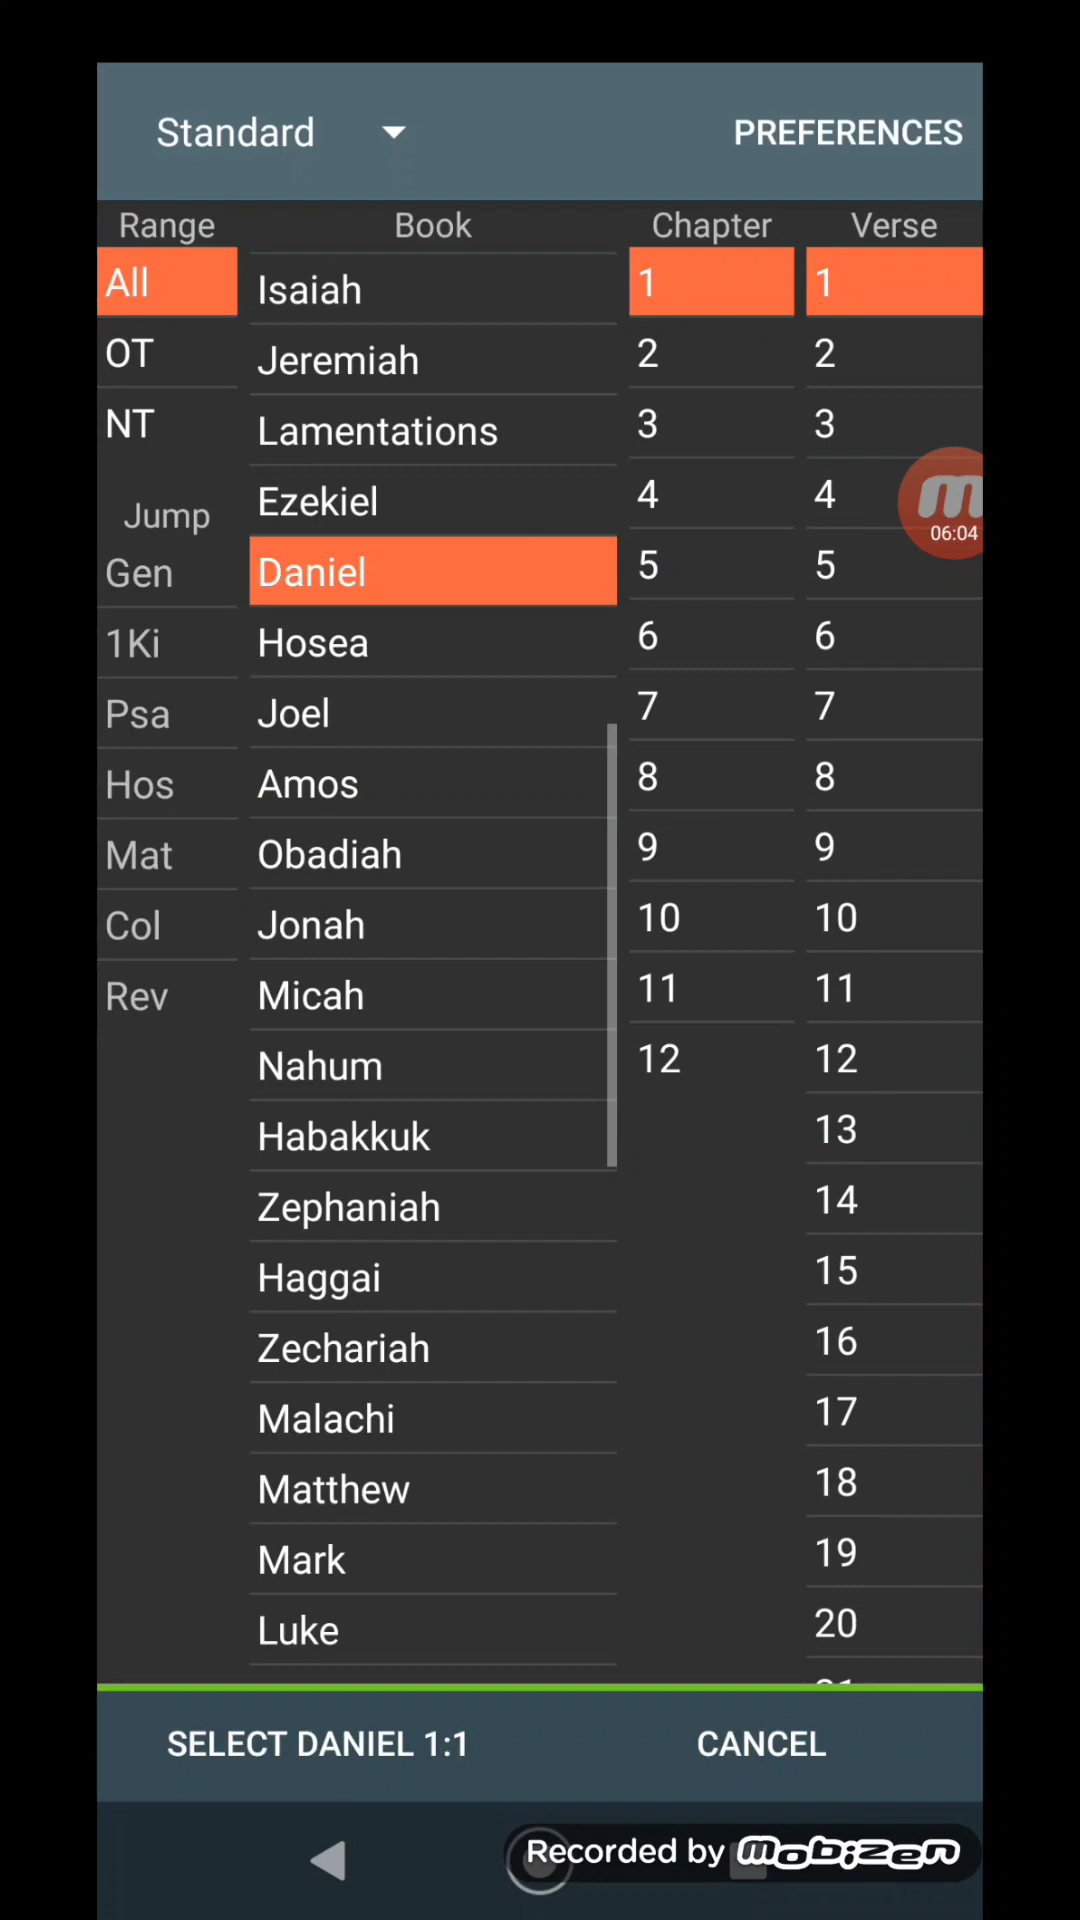 Standard
PREFERENCES
Range Book Chapter Verse
All Isaiah 1 1
OT Jeremiah 2 2
NT Lamentations 3 3
Jump Ezekiel 4 4
Gen Daniel 5 5
1Ki Hosea 6 6
Psa Joel 7 7
Hos Amos 8 8
Mat Obadiah 9 9
Col Jonah 10 10
Rev Micah 11 11
Nahum 12 12
Habakkuk 13
Zephaniah 14
Haggai 15
Zechariah 16
Malachi 17
Matthew 18
Mark 19
Luke 20
m
06:04
SELECT DANIEL 1:1
CANCEL
Recorded by mobizen